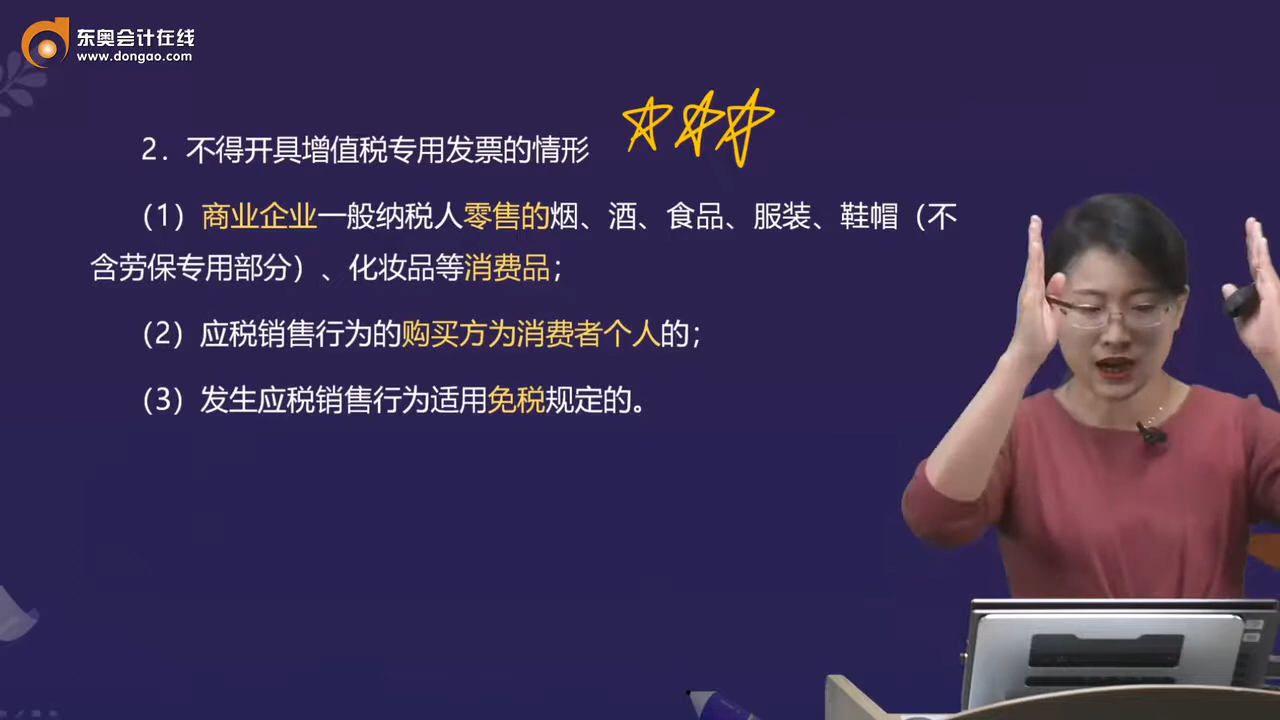 东奥会计在线
www.dongao.com
2．不得开具增值税专用发票的情形
（1）商业企业一般纳税人零售的烟、酒、食品、服装、鞋帽（不
含劳保专用部分）、化妆品等消费品；
（2）应税销售行为的购买方为消费者个人的；
（3）发生应税销售行为适用免税规定的。